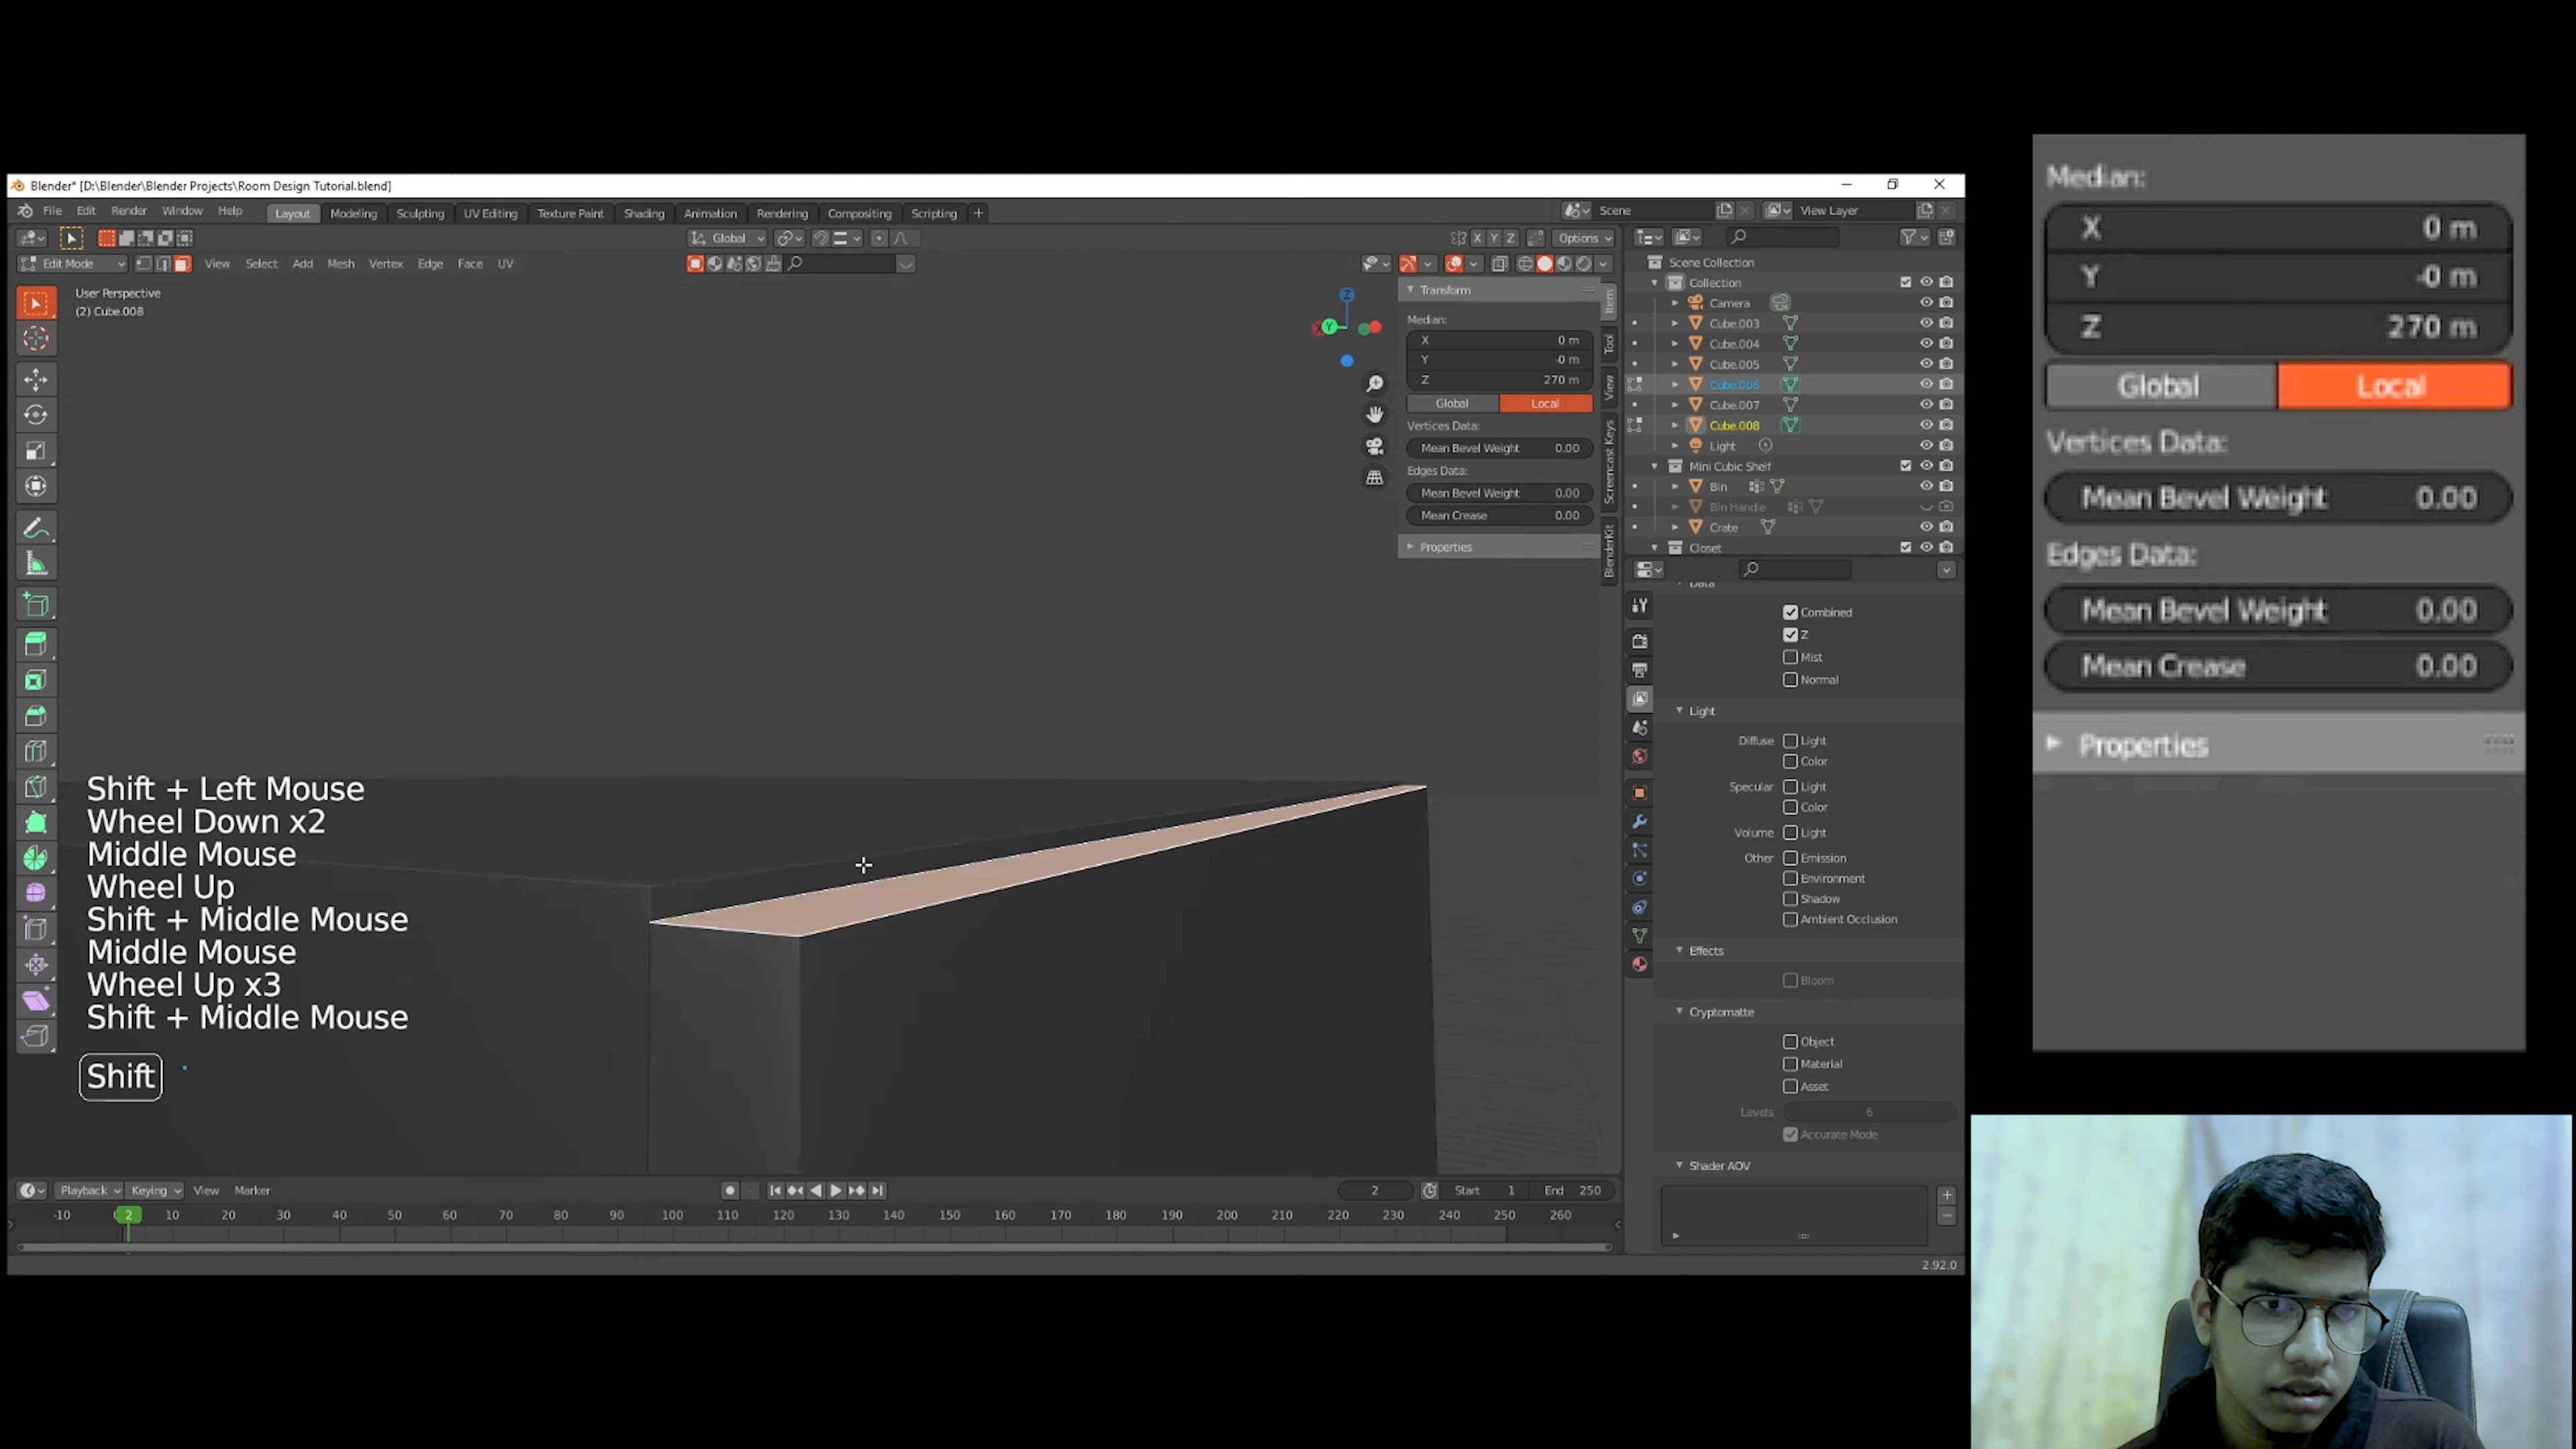 Blender* [D:\Blender\Blender Projects\Room Design Tutorial.blend]
File Edit Render Window Help Layout Modeling Sculpting UV Editing Texture Paint Shading Animation Rendering Compositing Scripting + Scene View Layer
Global X Y Z Options
Edit Mode View Select Add Mesh Vertex Edge Face UV
User Perspective
(2) Cube.008
Z
Y
Transform
Median:
X 0 m
Y -0 m
Z 270 m
Global Local
Vertices Data:
Mean Bevel Weight 0.00
Edges Data:
Mean Bevel Weight 0.00
Mean Crease 0.00
Properties
Item
Tool
View
Screencast Keys
BlenderKit
Scene Collection
Collection
Camera
Cube.003
Cube.004
Cube.005
Cube.006
Cube.007
Cube.008
Light
Mini Cubic Shelf
Bin
Bin Handle
Crate
Closet
Data
Combined
Z
Mist
Normal
Light
Diffuse Light
Color
Specular Light
Color
Volume Light
Other Emission
Environment
Shadow
Ambient Occlusion
Effects
Bloom
Cryptomatte
Object
Material
Asset
Levels 6
Accurate Mode
Shader AOV
Shift + Left Mouse
Wheel Down x2
Middle Mouse
Wheel Up
Shift + Middle Mouse
Middle Mouse
Wheel Up x3
Shift + Middle Mouse
Shift
Playback Keying View Marker 2 Start 1 End 250
-10 2 10 20 30 40 50 60 70 80 90 100 110 120 130 140 150 160 170 180 190 200 210 220 230 240 250 260
2.92.0
Median:
X 0 m
Y -0 m
Z 270 m
Global Local
Vertices Data:
Mean Bevel Weight 0.00
Edges Data:
Mean Bevel Weight 0.00
Mean Crease 0.00
Properties